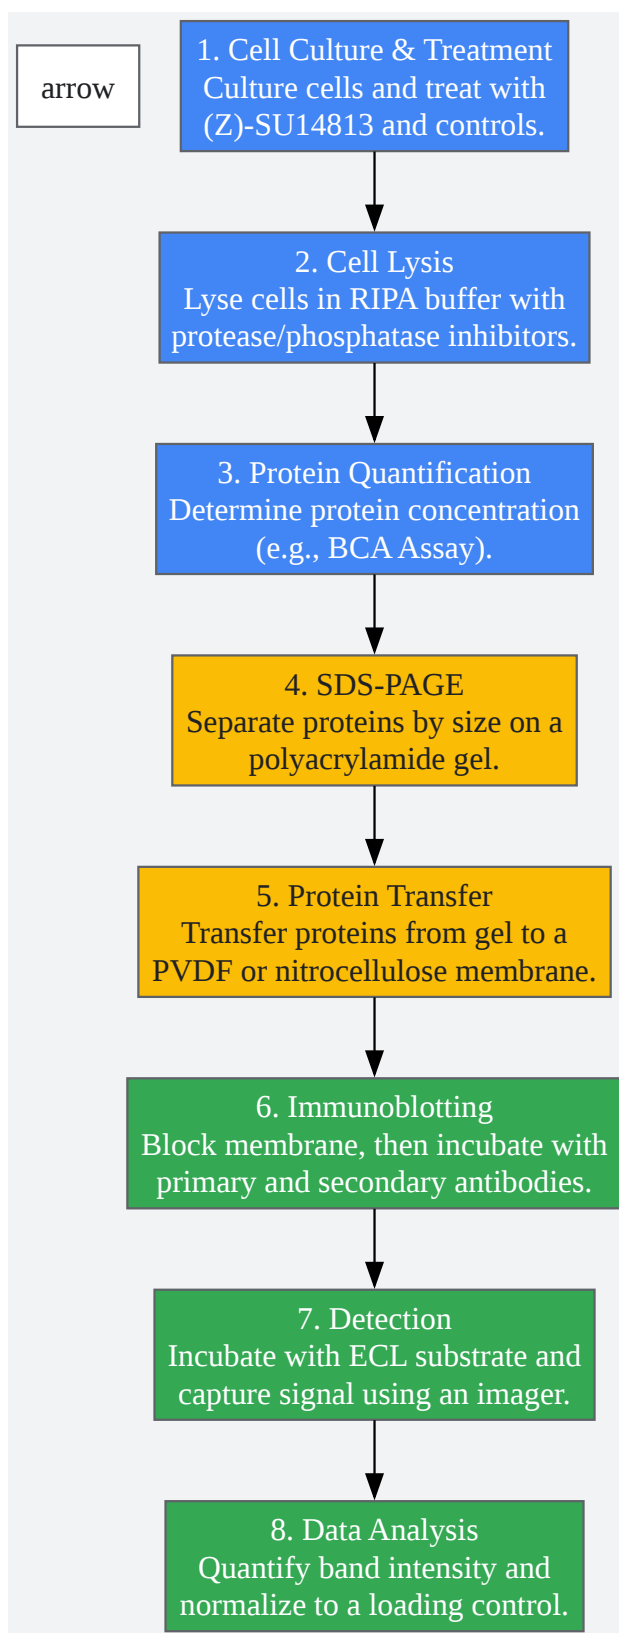 arrow
1. Cell Culture & Treatment
Culture cells and treat with
(Z)-SU14813 and controls.
2. Cell Lysis
Lyse cells in RIPA buffer with
protease/phosphatase inhibitors.
3. Protein Quantification
Determine protein concentration
(e.g., BCA Assay).
4. SDS-PAGE
Separate proteins by size on a
polyacrylamide gel.
5. Protein Transfer
Transfer proteins from gel to a
PVDF or nitrocellulose membrane.
6. Immunoblotting
Block membrane, then incubate with
primary and secondary antibodies.
7. Detection
Incubate with ECL substrate and
capture signal using an imager.
8. Data Analysis
Quantify band intensity and
normalize to a loading control.